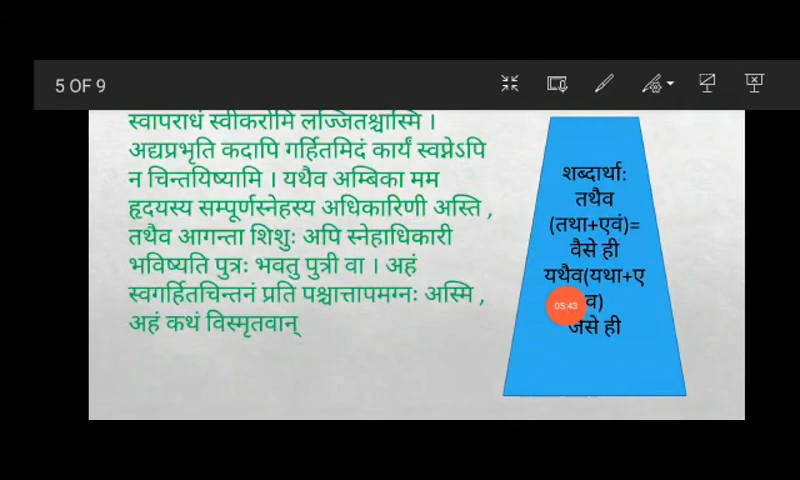 5 OF 9
स्वापराधं स्वीकरोमि लज्जितश्चास्मि ।
अद्यप्रभृति कदापि गर्हितमिदं कार्यं स्वप्नेऽपि
न चिन्तयिष्यामि । यथैव अम्बिका मम
हृदयस्य सम्पूर्णस्नेहस्य अधिकारिणी अस्ति ,
तथैव आगन्ता शिशुः अपि स्नेहाधिकारी
भविष्यति पुत्रः भवतु पुत्री वा । अहं
स्वगर्हितचिन्तनं प्रति पश्चात्तापमग्नः अस्मि ,
अहं कथं विस्मृतवान्
शब्दार्था:
तथैव
(तथा+एवं)=
वैसे ही
यथैव(यथा+ए
व)
05:43
जैसे ही